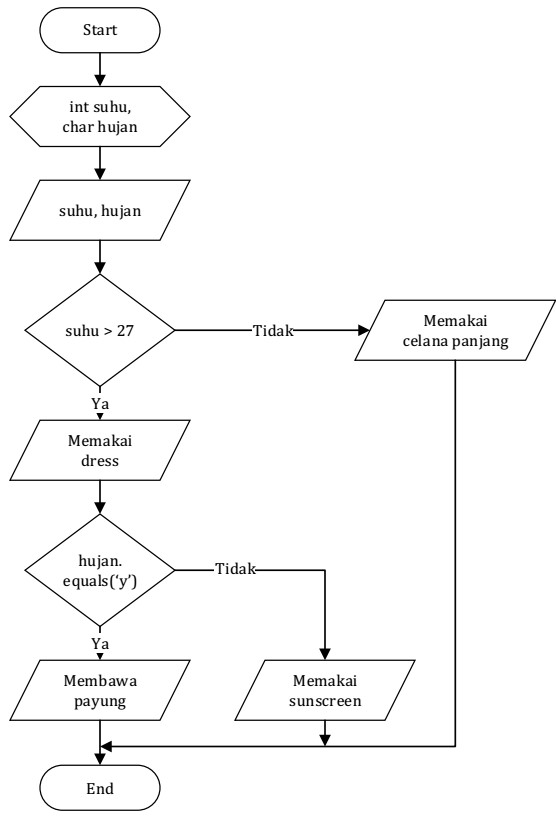 Start
int suhu,
char hujan
suhu, hujan
suhu > 27
Tidak
Memakai
celana panjang
Ya
Memakai
dress
hujan.
equals(‘y’)
Tidak
Ya
Membawa
payung
Memakai
sunscreen
End